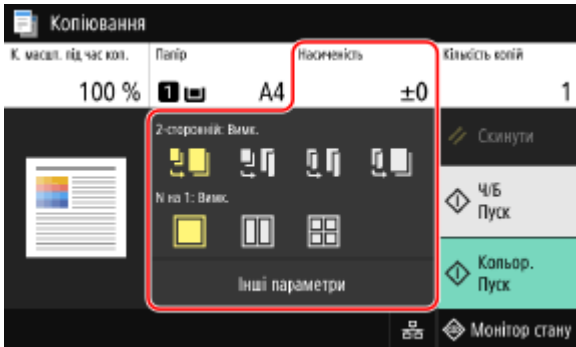 Копіювання
К. масшт. під час коп.
Папір
Насиченість
Кількість копій
100 %
1
A4
±0
1
2-сторонній: Вимк.
N на 1: Вимк.
Інші параметри
Скинути
Ч/Б
Пуск
Кольор.
Пуск
Монітор стану